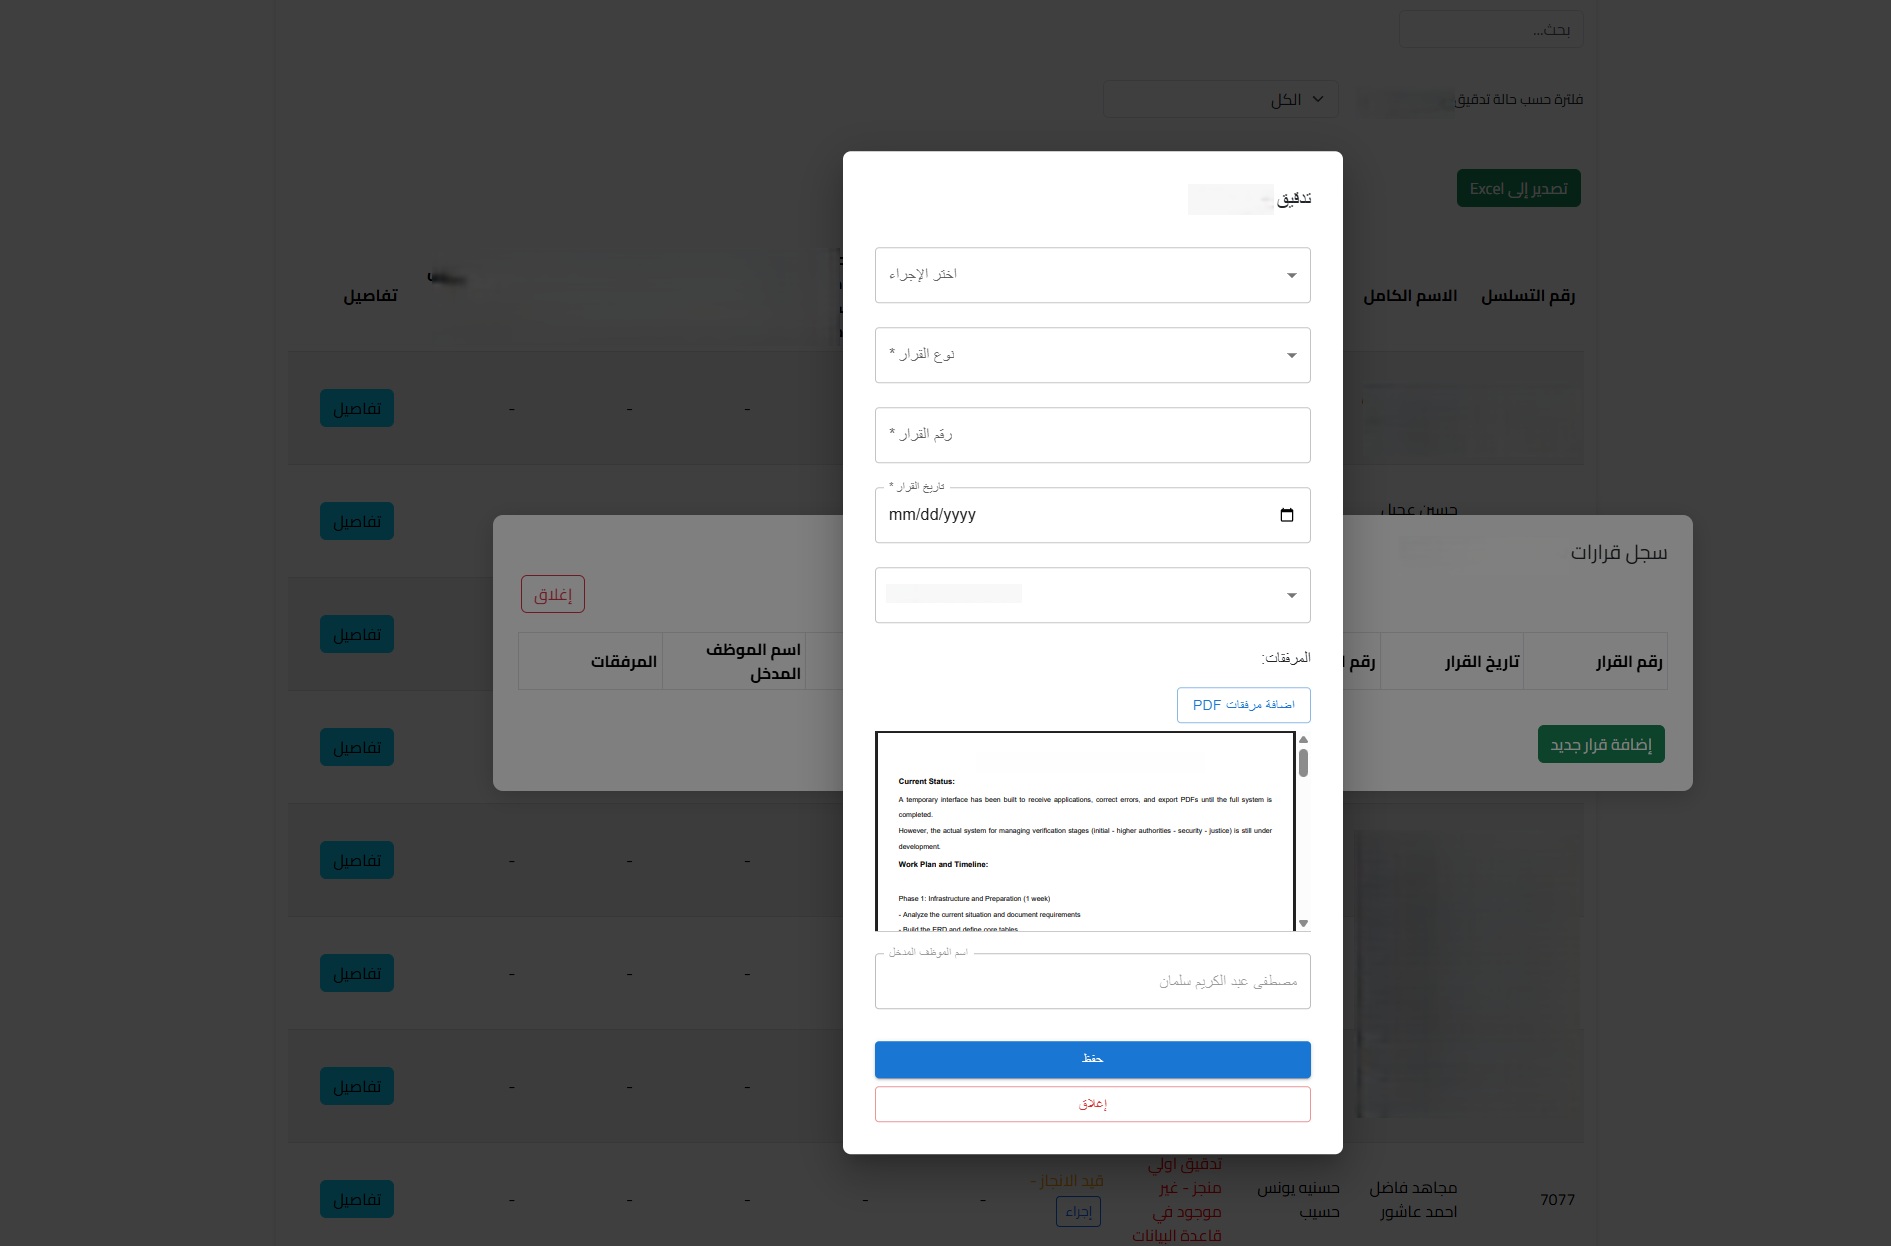 بحث...
فلترة حسب حالة تدقيق
الكل
تصدير إلى Excel
رقم التسلسل
الاسم الكامل
تفاصيل
تفاصيل
- - -
حسين عجيل
تفاصيل
تفاصيل
تفاصيل
- - -
تفاصيل
- - -
تفاصيل
- - -
تفاصيل
7077
مجاهد فاضل
احمد عاشور
حسنيه يونس
حسيب
تدقيق اولي
منجز - غير
موجود في
قاعدة البيانات
قيد الانجاز -
إجراء
- - - - -
تفاصيل
سجل قرارات
إغلاق
رقم القرار
تاريخ القرار
رقم
اسم الموظف
المدخل
المرفقات
إضافة قرار جديد
تدقيق
اختر الإجراء
نوع القرار *
رقم القرار *
تاريخ القرار *
mm/dd/yyyy
المرفقات:
اضافة مرفقات PDF
Current Status:
A temporary interface has been built to receive applications, correct errors, and export PDFs until the full system is
completed.
However, the actual system for managing verification stages (initial - higher authorities - security - justice) is still under
development.
Work Plan and Timeline:
Phase 1: Infrastructure and Preparation (1 week)
- Analyze the current situation and document requirements
- Build the ERD and define core tables
اسم الموظف المدخل
مصطفى عبد الكريم سلمان
حفظ
إغلاق